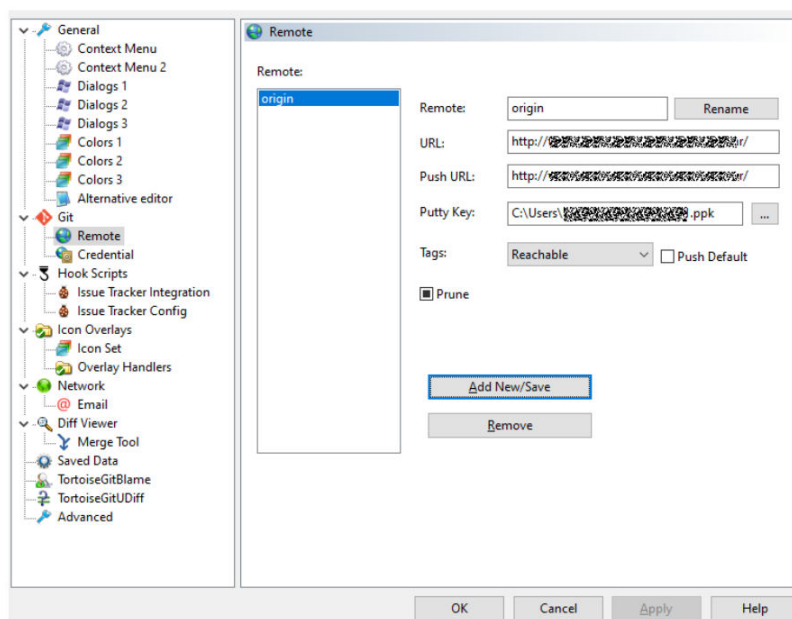 General
Context Menu
Context Menu 2
Dialogs 1
Dialogs 2
Dialogs 3
Colors 1
Colors 2
Colors 3
Alternative editor
Git
Remote
Credential
Hook Scripts
Issue Tracker Integration
Issue Tracker Config
Icon Overlays
Icon Set
Overlay Handlers
Network
Email
Diff Viewer
Merge Tool
Saved Data
TortoiseGitBlame
TortoiseGitUDiff
Advanced
Remote
Remote:
origin
Remote: origin Rename
URL: http:// r/
Push URL: http:// r/
Putty Key: C:\Users\ .ppk ...
Tags: Reachable Push Default
Prune
Add New/Save
Remove
OK Cancel Apply Help